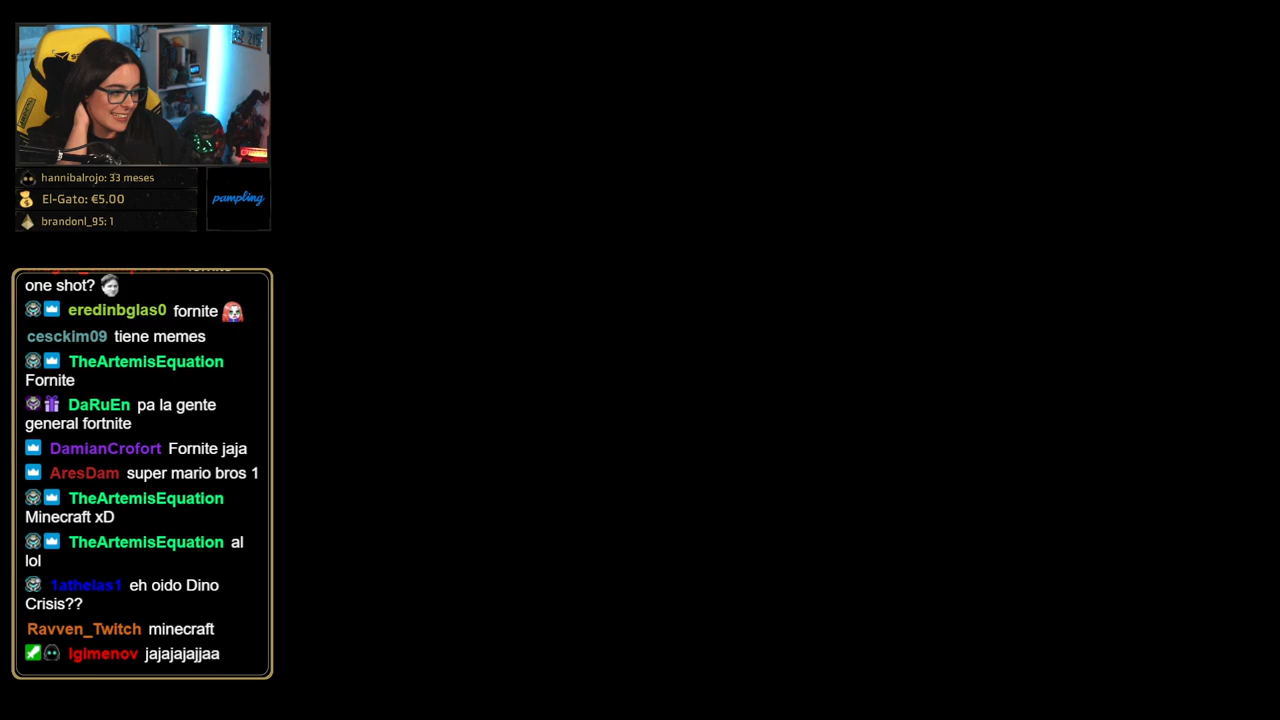 hannibalrojo: 33 meses
El-Gato: €5.00
brandonl_95: 1
pampling
one shot?
eredinbglas0 fornite
cesckim09 tiene memes
TheArtemisEquation
Fornite
DaRuEn pa la gente
general fortnite
DamianCrofort Fornite jaja
AresDam super mario bros 1
TheArtemisEquation
Minecraft xD
TheArtemisEquation al
lol
1athelas1 eh oido Dino
Crisis??
Ravven_Twitch minecraft
Igimenov jajajajajjaa